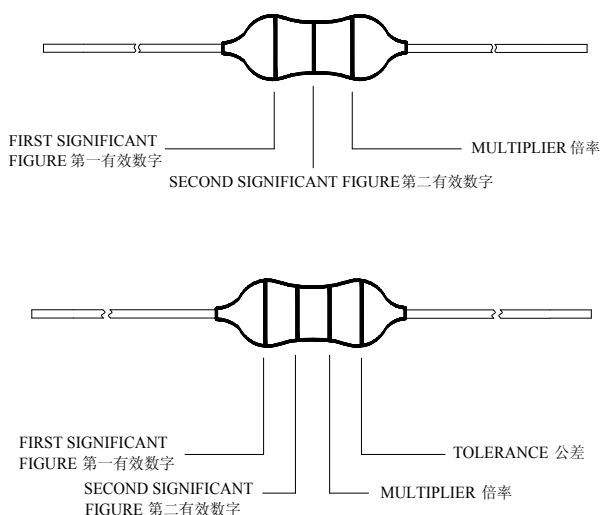 FIRST SIGNIFICANT
FIGURE 第一有效数字
MULTIPLIER 倍率
SECOND SIGNIFICANT FIGURE第二有效数字
FIRST SIGNIFICANT
FIGURE 第一有效数字
TOLERANCE 公差
SECOND SIGNIFICANT
FIGURE 第二有效数字
MULTIPLIER 倍率